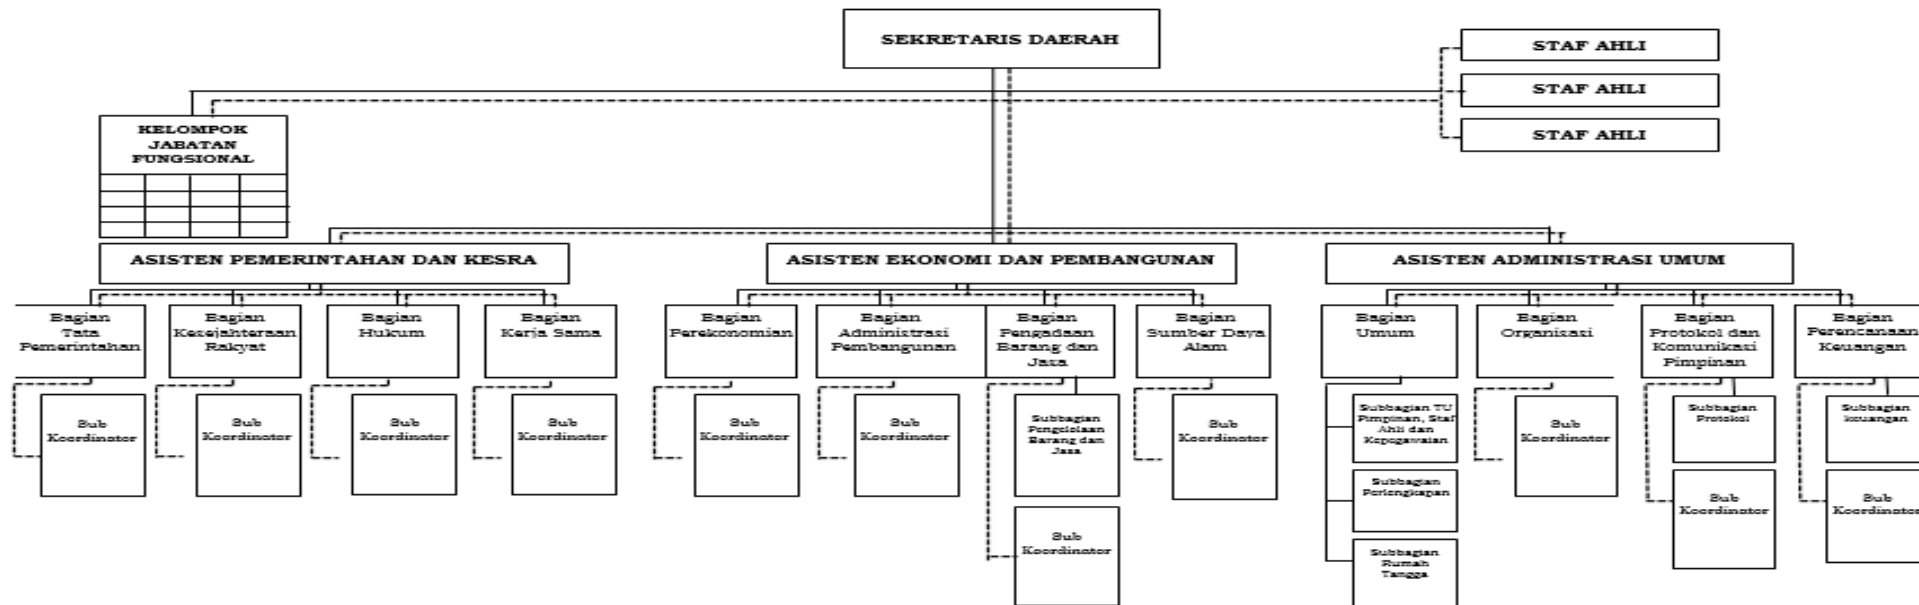 SEKRETARIS DAERAH
STAF AHLI
STAF AHLI
STAF AHLI
KELOMPOK
JABATAN
FUNGSIONAL
ASISTEN PEMERINTAHAN DAN KESRA
ASISTEN EKONOMI DAN PEMBANGUNAN
ASISTEN ADMINISTRASI UMUM
Bagian
Tata
Pemerintahan
Bagian
Kesejahteraan
Rakyat
Bagian
Hukum
Bagian
Kerja Sama
Bagian
Perekonomian
Bagian
Administrasi
Pembangunan
Bagian
Pengadaan
Barang dan
Jasa
Bagian
Sumber Daya
Alam
Bagian
Umum
Bagian
Organisasi
Bagian
Protokol dan
Komunikasi
Pimpinan
Bagian
Perencanaan
Keuangan
Sub
Koordinator
Sub
Koordinator
Sub
Koordinator
Sub
Koordinator
Sub
Koordinator
Sub
Koordinator
Subbagian
Pengelolaan
Barang dan
Jasa
Sub
Koordinator
Subbagian TU
Pimpinan, Staf
Ahli dan
Kepegawaian
Sub
Koordinator
Subbagian
Protokol
Subbagian
keuangan
Sub
Koordinator
Subbagian
Perlengkapan
Sub
Koordinator
Sub
Koordinator
Subbagian
Rumah
Tangga